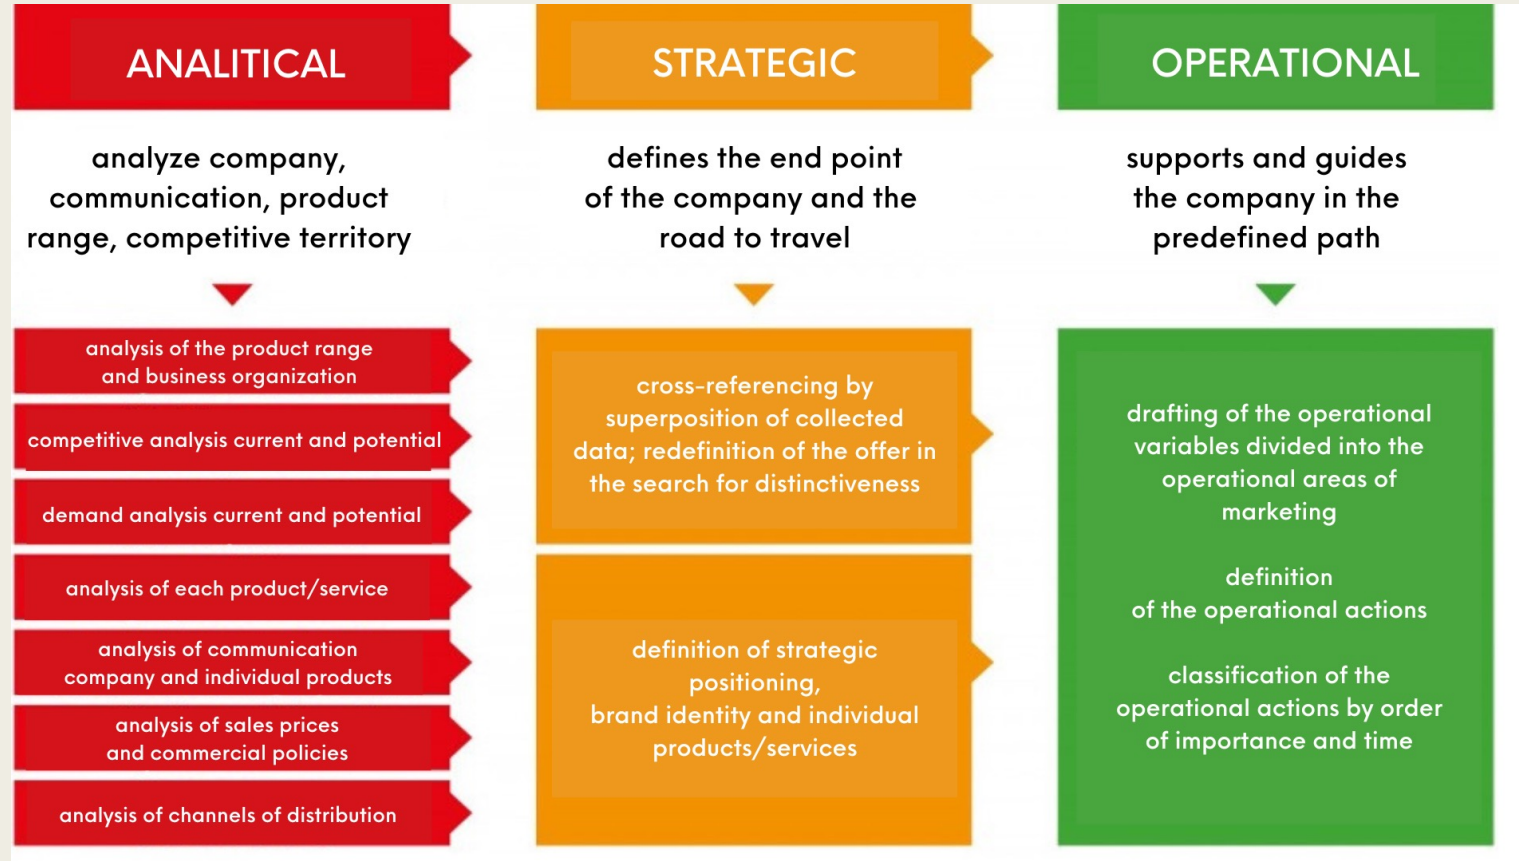 ANALITICAL
analyze company,
communication, product
range, competitive territory
analysis of the product range
and business organization
competitive analysis current and potential
demand analysis current and potential
analysis of each product/service
analysis of communication
company and individual products
analysis of sales prices
and commercial policies
analysis of channels of distribution
STRATEGIC
defines the end point
of the company and the
road to travel
cross-referencing by
superposition of collected
data; redefinition of the offer in
the search for distinctiveness
definition of strategic
positioning,
brand identity and individual
products/services
OPERATIONAL
supports and guides
the company in the
predefined path
drafting of the operational
variables divided into the
operational areas of
marketing
definition
of the operational actions
classification of the
operational actions by order
of importance and time